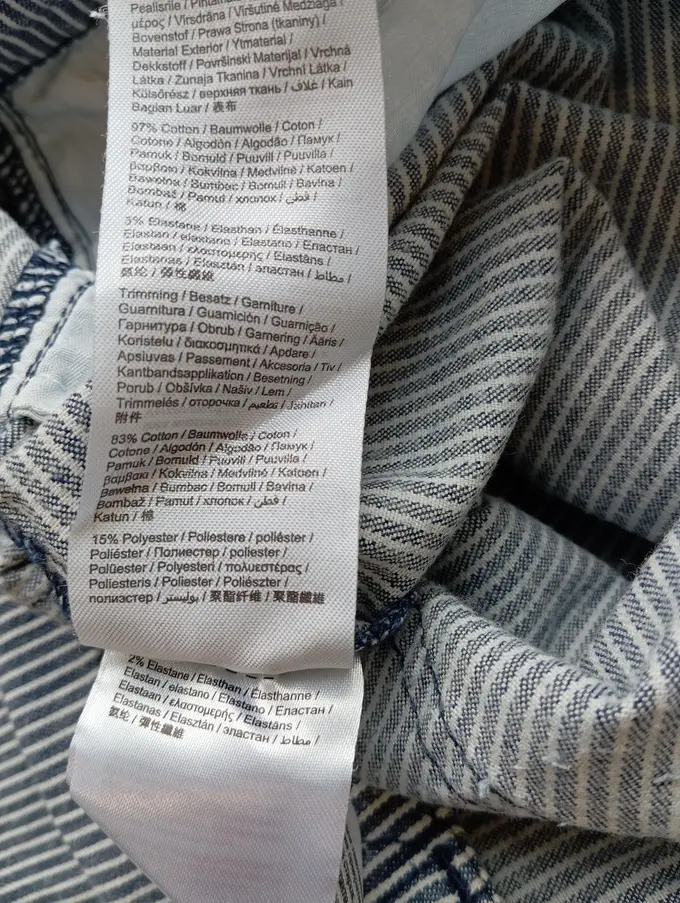 μέρος / Virsdrāna / Viršutinė Medžiaga /
Bovenstof / Prawa Strona (tkaniny) /
Material Exterior / Ytmaterial /
Dekkstoff / Površinski Materijal / Vrchná
Látka / Zunaja Tkanina / Vrchní Látka /
Külsőrész / верхняя ткань / غلاف / Kain
Bagian Luar / 表布
97% Cotton / Baumwolle / Coton /
Cotone / Algodón / Algodão / Памук /
Pamuk / Bomuld / Puuvill / Puuvilla /
βαμβακι / Kokvilna / Medvilnė / Katoen /
Bawełna / Bumbac / Bomull / Bavlna /
Bombaž / Pamut / хлопок / قطن /
Katun / 棉
3% Elastane / Elasthan / Élasthanne /
Elastan / elastano / Elastano / Еластан /
Elastaan / ελαστομερής / Elastāns /
Elastanas / Elasztán / эластан / مطاط /
氨纶 / 彈性纖維
Trimming / Besatz / Garniture /
Guarnitura / Guarnición / Guarnição /
Гарнитура / Obrub / Garnering / Ääris /
Koristelu / διακοσμητικά / Apdare /
Apsiuvas / Passement / Akcesoria / Tiv /
Kantbandsapplikation / Besetning /
Porub / Obšívka / Našiv / Lem /
Trimmelés / оторочка / تطعيم / Jahitan /
附件
83% Cotton / Baumwolle / Coton /
Cotone / Algodón / Algodão / Памук /
Pamuk / Bomuld / Puuvill / Puuvilla /
βαμβακι / Kokvilna / Medvilnė / Katoen /
Bawełna / Bumbac / Bomull / Bavlna /
Bombaž / Pamut / хлопок / قطن /
Katun / 棉
15% Polyester / Poliestere / poliéster /
Poliéster / Полиестер / poliester /
Polüester / Polyesteri / πολυεστέρας /
Poliesteris / Poliester / Poliészter /
полиэстер / بوليستر / 聚酯纤维 / 聚酯纖維
2% Elastane / Elasthan / Élasthanne /
Elastan / elastano / Elastano / Еластан /
Elastaan / ελαστομερής / Elastāns /
Elastanas / Elasztán / эластан / مطاط /
氨纶 / 彈性纖維